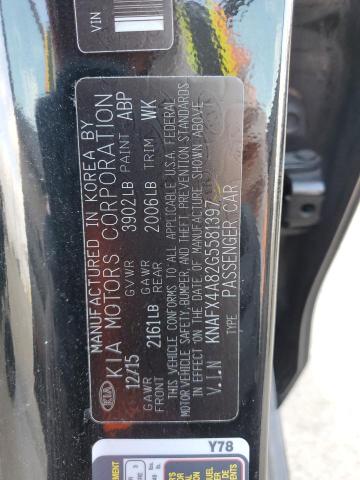 VIN
MANUFACTURED IN KOREA BY
KIA MOTORS CORPORATION
KIA
12/15 GVWR 3902LB PAINT ABP
GAWR FRONT 2161LB GAWR REAR 2006LB TRIM WK
THIS VEHICLE CONFORMS TO ALL APPLICABLE U.S.A. FEDERAL
MOTOR VEHICLE SAFETY,BUMPER, AND THEFT PREVENTION STANDARDS
IN EFFECT ON THE DATE OF MANUFACTURE SHOWN ABOVE.
V.I.N KNAFX4A82G5581397
TYPE PASSENGER CAR
Y78